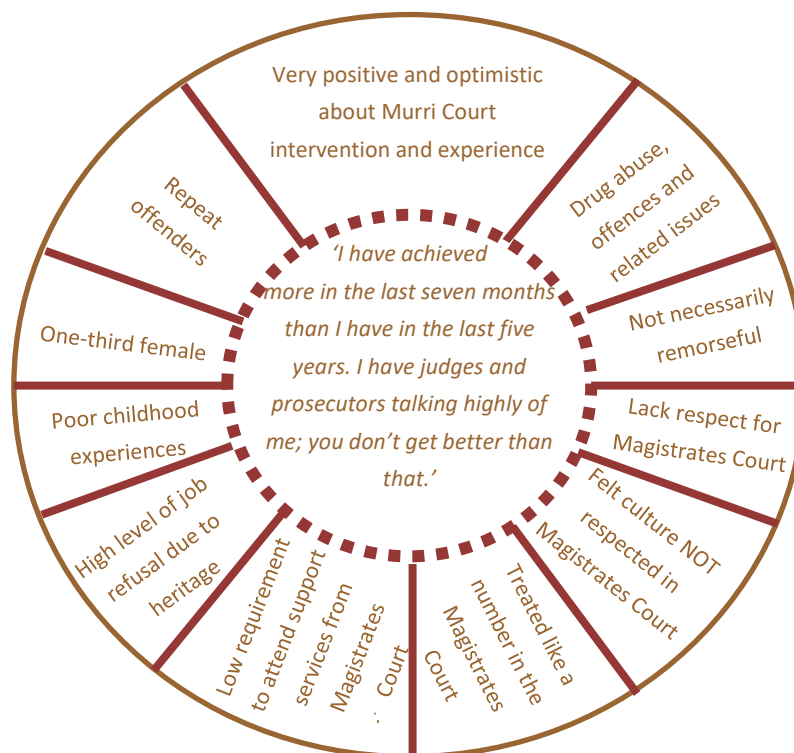 Very positive and optimistic
about Murri Court
intervention and experience
Drug abuse,
offences and
related issues
Not necessarily
remorseful
Lack respect for
Magistrates Court
Felt culture NOT
respected in
Magistrates Court
Treated like a
number in the
Magistrates
Court
Low requirement
to attend support
services from
Magistrates
Court
High level of job
refusal due to
heritage
Poor childhood
experiences
One-third female
Repeat
offenders
‘I have achieved
more in the last seven months
than I have in the last five
years. I have judges and
prosecutors talking highly of
me; you don’t get better than
that.’